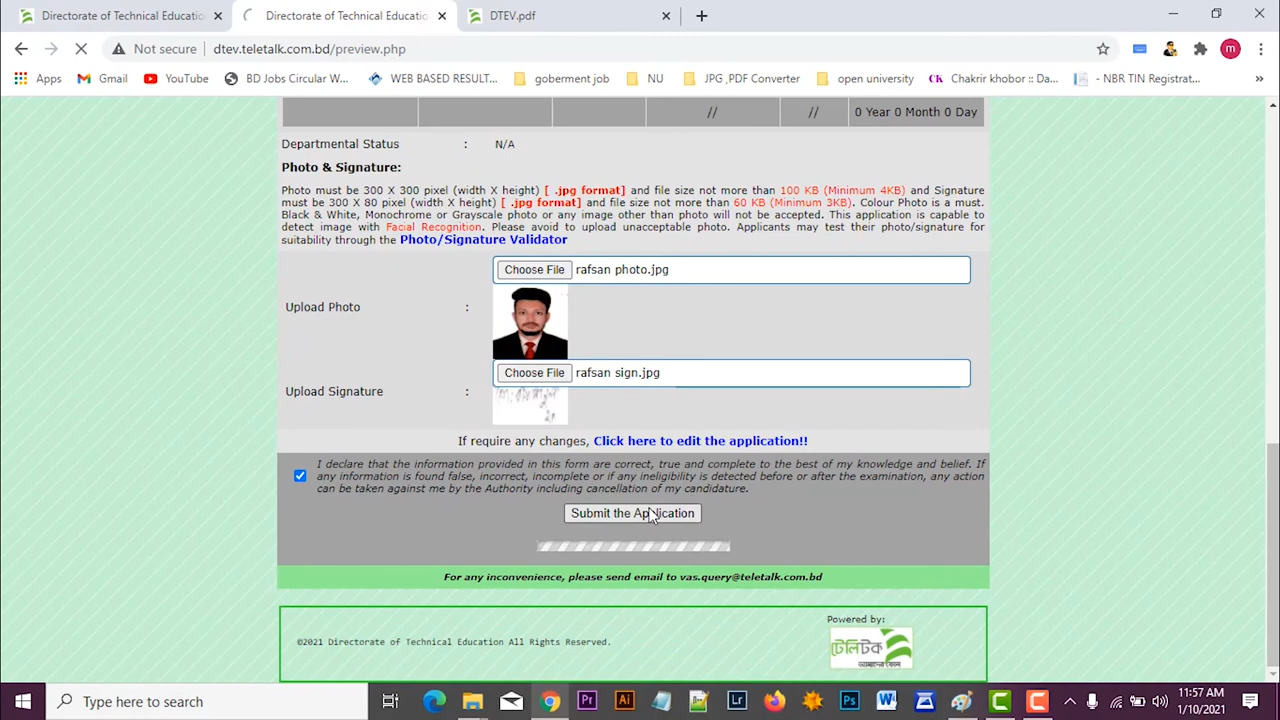 Directorate of Technical Educatio
Directorate of Technical Educatio
DTEV.pdf
Not secure
dtev.teletalk.com.bd/preview.php
m
Apps
Gmail
YouTube
BD Jobs Circular W...
WEB BASED RESULT...
goberment job
NU
JPG ,PDF Converter
open university
CK Chakrir khobor :: Da...
- NBR TIN Registrat...
»
// // 0 Year 0 Month 0 Day
Departmental Status : N/A
Photo & Signature:
Photo must be 300 X 300 pixel (width X height) [ .jpg format] and file size not more than 100 KB (Minimum 4KB) and Signature
must be 300 X 80 pixel (width X height) [ .jpg format] and file size not more than 60 KB (Minimum 3KB). Colour Photo is a must.
Black & White, Monochrome or Grayscale photo or any image other than photo will not be accepted. This application is capable to
detect image with Facial Recognition. Please avoid to upload unacceptable photo. Applicants may test their photo/signature for
suitability through the Photo/Signature Validator
Choose File rafsan photo.jpg
Upload Photo :
Choose File rafsan sign.jpg
Upload Signature :
If require any changes, Click here to edit the application!!
I declare that the information provided in this form are correct, true and complete to the best of my knowledge and belief. If
any information is found false, incorrect, incomplete or if any ineligibility is detected before or after the examination, any action
can be taken against me by the Authority including cancellation of my candidature.
Submit the Application
For any inconvenience, please send email to vas.query@teletalk.com.bd
Powered by:
©2021 Directorate of Technical Education All Rights Reserved.
টেলিটক
আমাদের ফোন
Type here to search
Pr
Ai
Lr
Ps
W
C
C
11:57 AM
1/10/2021